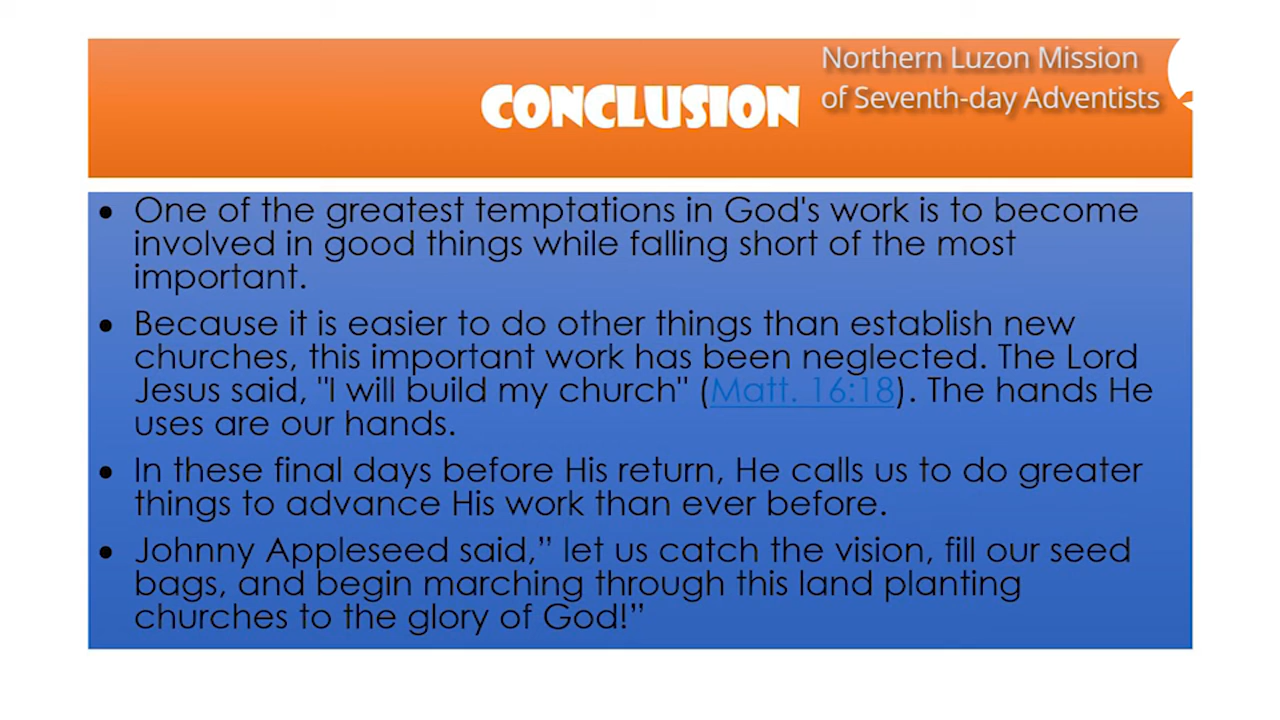 Northern Luzon Mission
of Seventh-day Adventists
CONCLUSION
• One of the greatest temptations in God's work is to become
involved in good things while falling short of the most
important.
• Because it is easier to do other things than establish new
churches, this important work has been neglected. The Lord
Jesus said, "I will build my church" (Matt. 16:18). The hands He
uses are our hands.
• In these final days before His return, He calls us to do greater
things to advance His work than ever before.
• Johnny Appleseed said,” let us catch the vision, fill our seed
bags, and begin marching through this land planting
churches to the glory of God!”